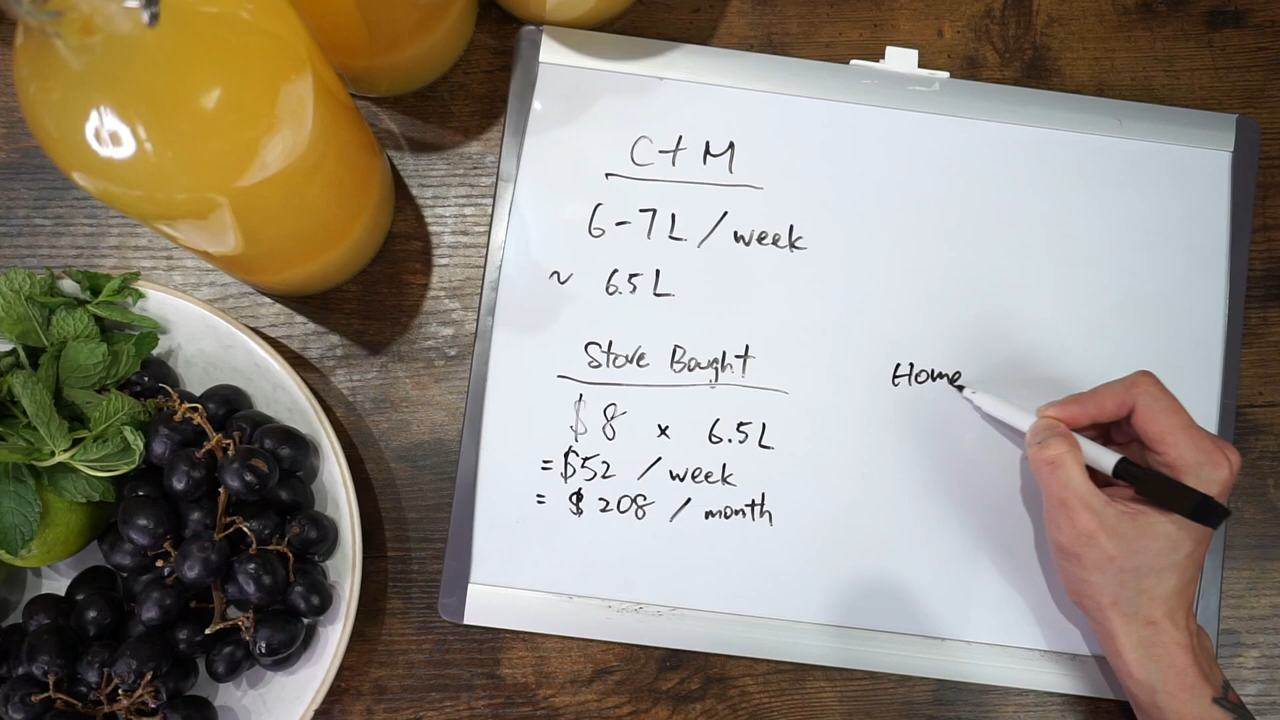 C + M
6-7L / week
~ 6.5L
Store Bought
$8 x 6.5L
= $52 / week
= $208 / month
Home